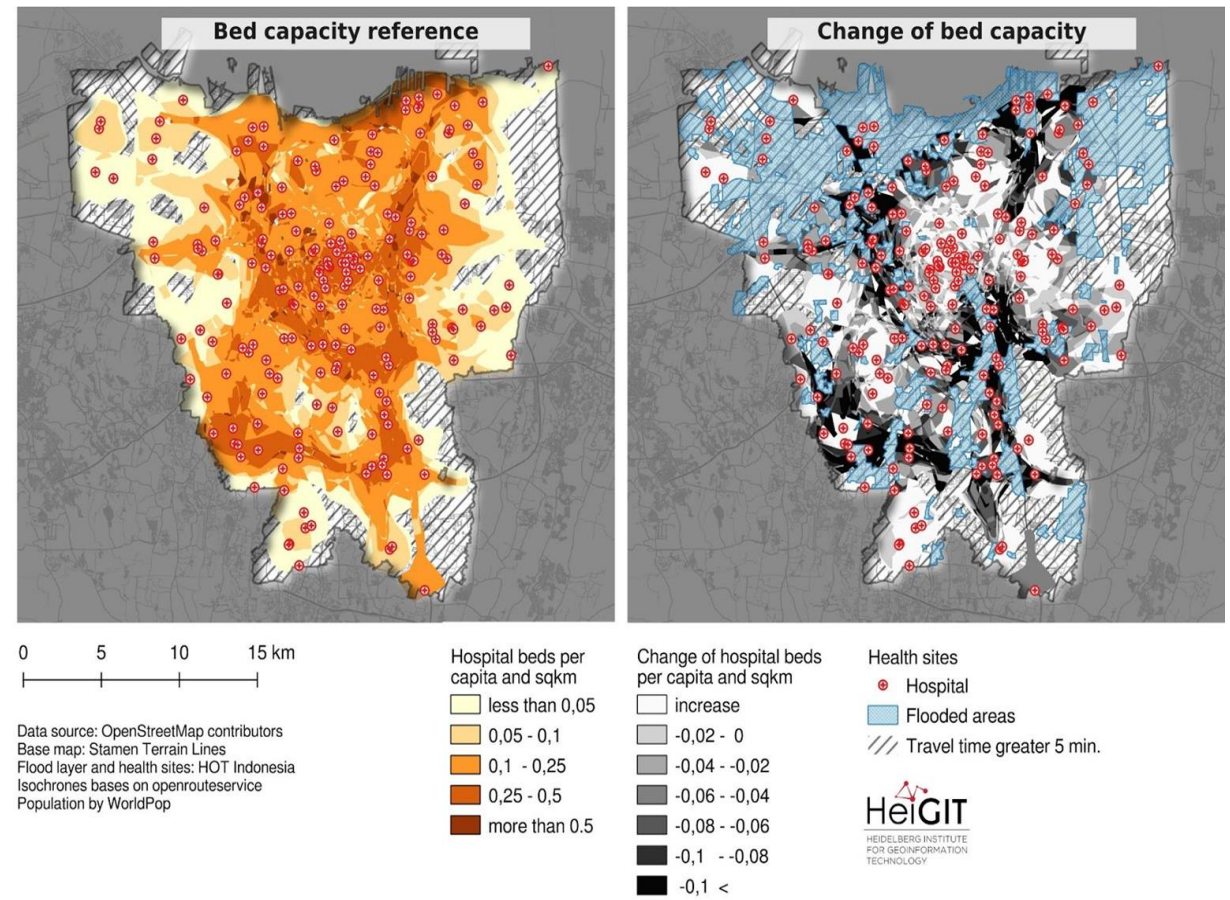 Bed capacity reference
Change of bed capacity
0 5 10 15 km
Data source: OpenStreetMap contributors
Base map: Stamen Terrain Lines
Flood layer and health sites: HOT Indonesia
Isochrones bases on openrouteservice
Population by WorldPop
Hospital beds per
capita and sqkm
less than 0,05
0,05 - 0,1
0,1 - 0,25
0,25 - 0,5
more than 0.5
Change of hospital beds
per capita and sqkm
increase
-0,02 - 0
-0,04 - -0,02
-0,06 - -0,04
-0,08 - -0,06
-0,1 - -0,08
-0,1 <
Health sites
Hospital
Flooded areas
Travel time greater 5 min.
HeiGIT
HEIDELBERG INSTITUTE
FOR GEOINFORMATION
TECHNOLOGY